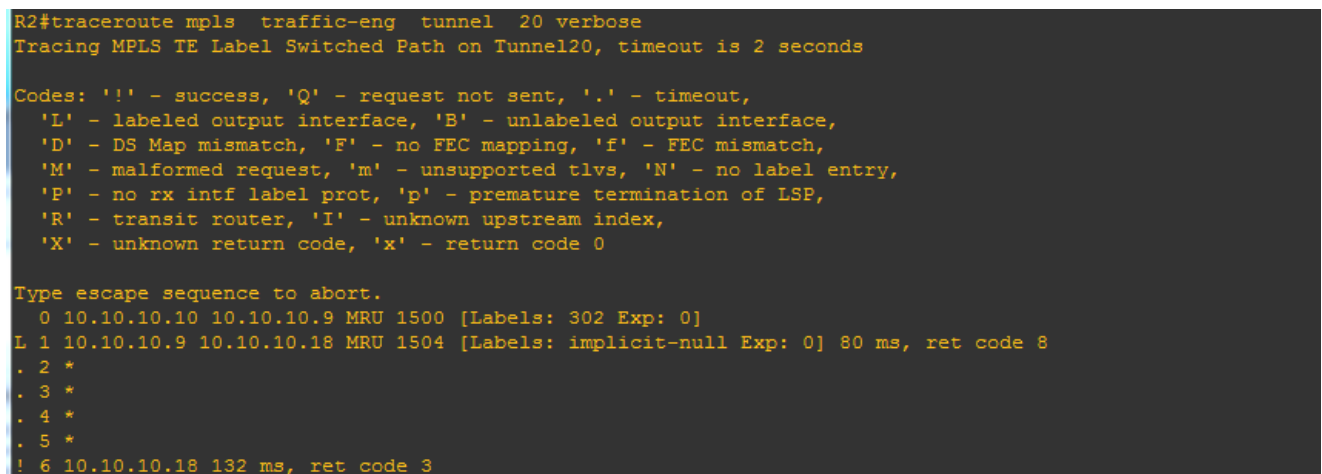 R2#traceroute mpls  traffic-eng  tunnel  20 verbose
Tracing MPLS TE Label Switched Path on Tunnel20, timeout is 2 seconds

Codes: '!' - success, 'Q' - request not sent, '.' - timeout,
  'L' - labeled output interface, 'B' - unlabeled output interface,
  'D' - DS Map mismatch, 'F' - no FEC mapping, 'f' - FEC mismatch,
  'M' - malformed request, 'm' - unsupported tlvs, 'N' - no label entry,
  'P' - no rx intf label prot, 'p' - premature termination of LSP,
  'R' - transit router, 'I' - unknown upstream index,
  'X' - unknown return code, 'x' - return code 0

Type escape sequence to abort.
  0 10.10.10.10 10.10.10.9 MRU 1500 [Labels: 302 Exp: 0]
L 1 10.10.10.9 10.10.10.18 MRU 1504 [Labels: implicit-null Exp: 0] 80 ms, ret code 8
. 2 *
. 3 *
. 4 *
. 5 *
! 6 10.10.10.18 132 ms, ret code 3